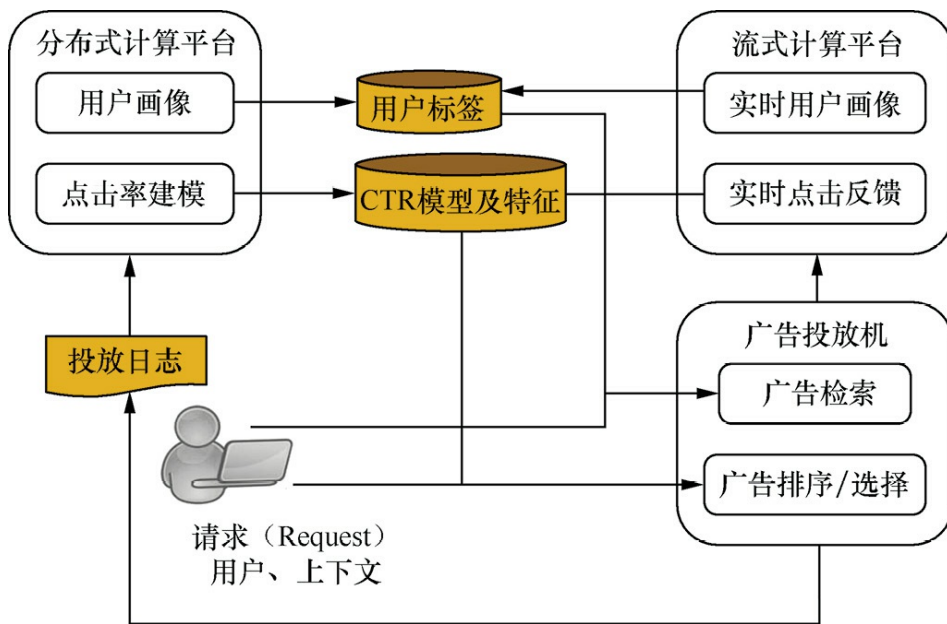 分布式计算平台
用户画像
点击率建模
用户标签
CTR模型及特征
流式计算平台
实时用户画像
实时点击反馈
投放日志
广告投放机
广告检索
广告排序/选择
请求（Request）
用户、上下文